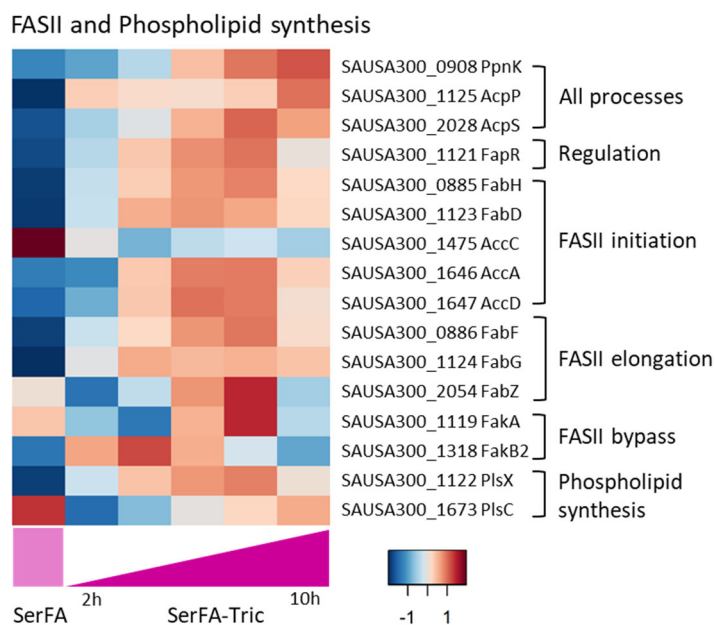 FASII and Phospholipid synthesis
SAUSA300_0908 PpnK
SAUSA300_1125 AcpP
SAUSA300_2028 AcpS
All processes
SAUSA300_1121 FapR
Regulation
SAUSA300_0885 FabH
SAUSA300_1123 FabD
SAUSA300_1475 AccC
SAUSA300_1646 AccA
SAUSA300_1647 AccD
FASII initiation
SAUSA300_0886 FabF
SAUSA300_1124 FabG
SAUSA300_2054 FabZ
FASII elongation
SAUSA300_1119 FakA
SAUSA300_1318 FakB2
FASII bypass
SAUSA300_1122 PlsX
SAUSA300_1673 PlsC
Phospholipid
synthesis
2h
10h
SerFA
SerFA-Tric
-1 1